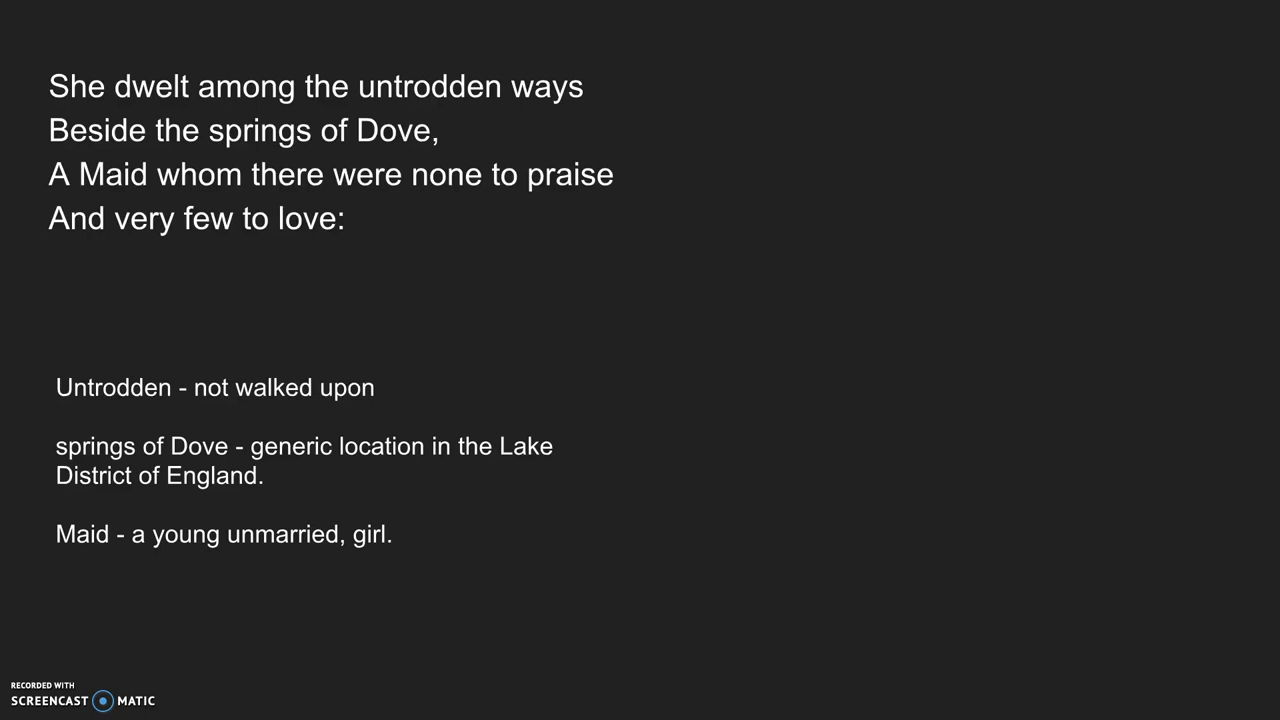 She dwelt among the untrodden ways
Beside the springs of Dove,
A Maid whom there were none to praise
And very few to love:
Untrodden - not walked upon
springs of Dove - generic location in the Lake
District of England.
Maid - a young unmarried, girl.
RECORDED WITH
SCREENCAST MATIC